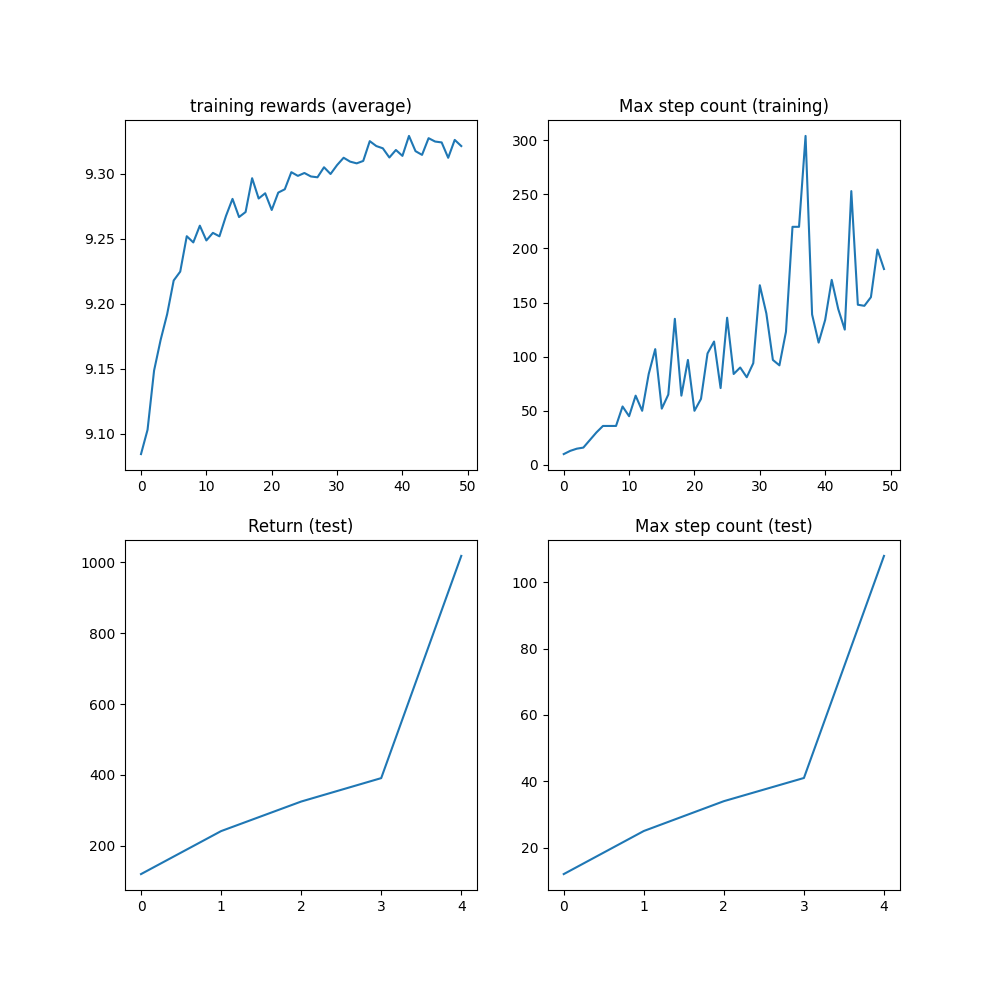 training rewards (average)
9.30
9.25
9.20
9.15
9.10
0 10 20 30 40 50
Max step count (training)
300
250
200
150
100
50
0
0 10 20 30 40 50
Return (test)
1000
800
600
400
200
0 1 2 3 4
Max step count (test)
100
80
60
40
20
0 1 2 3 4